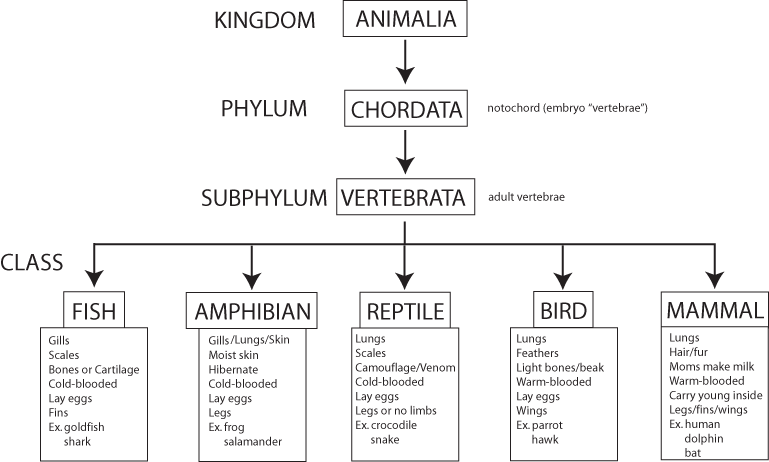 KINGDOM ANIMALIA
PHYLUM CHORDATA notochord (embryo “vertebrae”)
SUBPHYLUM VERTEBRATA adult vertebrae
CLASS
FISH
Gills
Scales
Bones or Cartilage
Cold-blooded
Lay eggs
Fins
Ex. goldfish
shark
AMPHIBIAN
Gills/Lungs/Skin
Moist skin
Hibernate
Cold-blooded
Lay eggs
Legs
Ex. frog
salamander
REPTILE
Lungs
Scales
Camouflage/Venom
Cold-blooded
Lay eggs
Legs or no limbs
Ex. crocodile
snake
BIRD
Lungs
Feathers
Light bones/beak
Warm-blooded
Lay eggs
Wings
Ex. parrot
hawk
MAMMAL
Lungs
Hair/fur
Moms make milk
Warm-blooded
Carry young inside
Legs/fins/wings
Ex. human
dolphin
bat